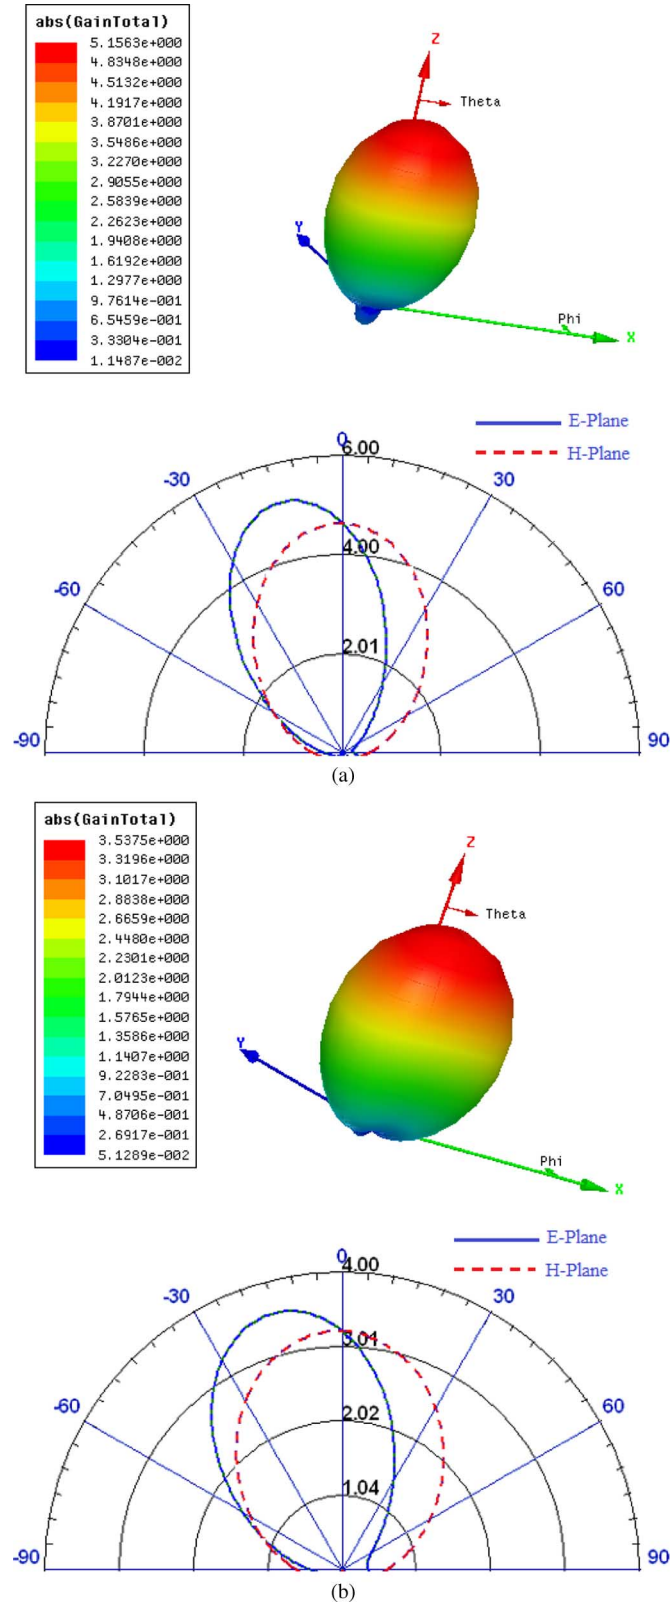 abs(GainTotal)
5.1563e+000
4.8348e+000
4.5132e+000
4.1917e+000
3.8701e+000
3.5486e+000
3.2270e+000
2.9055e+000
2.5839e+000
2.2623e+000
1.9408e+000
1.6192e+000
1.2977e+000
9.7614e-001
6.5459e-001
3.3304e-001
1.1487e-002
Z
Theta
Y
Phi
X
E-Plane
H-Plane
0
6.00
-30
30
4.00
-60
60
2.01
-90
90
(a)
abs(GainTotal)
3.5375e+000
3.3196e+000
3.1017e+000
2.8838e+000
2.6659e+000
2.4480e+000
2.2301e+000
2.0123e+000
1.7944e+000
1.5765e+000
1.3586e+000
1.1407e+000
9.2283e-001
7.0495e-001
4.8706e-001
2.6917e-001
5.1289e-002
Z
Theta
Y
Phi
X
E-Plane
H-Plane
0
4.00
-30
30
3.01
-60
60
2.02
1.04
-90
90
(b)